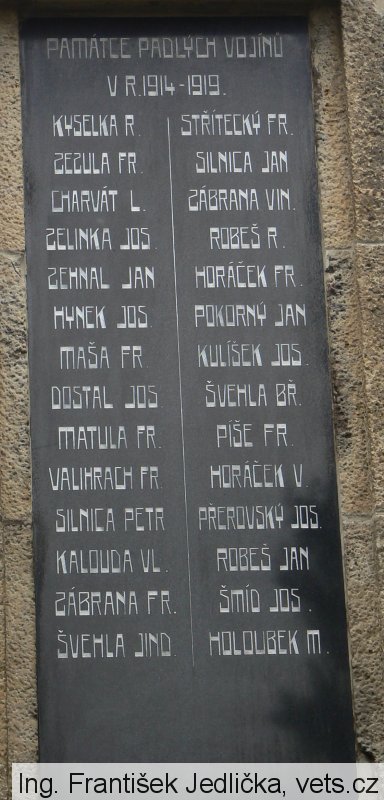 PAMÁTCE PADLÝCH VOJÍNŮ
V R. 1914-1919.
KYSELKA R.
ZEZULA FR.
CHARVÁT L.
ZELINKA JOS.
ZEHNAL JAN
HYNEK JOS.
MAŠA FR.
DOSTAL JOS.
MATULA FR.
VALIHRACH FR.
SILNICA PETR
KALOUDA VL.
ZÁBRANA FR.
ŠVEHLA JIND.
STŘÍTECKÝ FR.
SILNICA JAN
ZÁBRANA VIN.
ROBEŠ R.
HORÁČEK FR.
POKORNÝ JAN
KULÍŠEK JOS.
ŠVEHLA BŘ.
PÍŠE FR.
HORÁČEK V.
PŘEROVSKÝ JOS.
ROBEŠ JAN
ŠMÍD JOS.
HOLOUBEK M.
Ing. František Jedlička, vets.cz